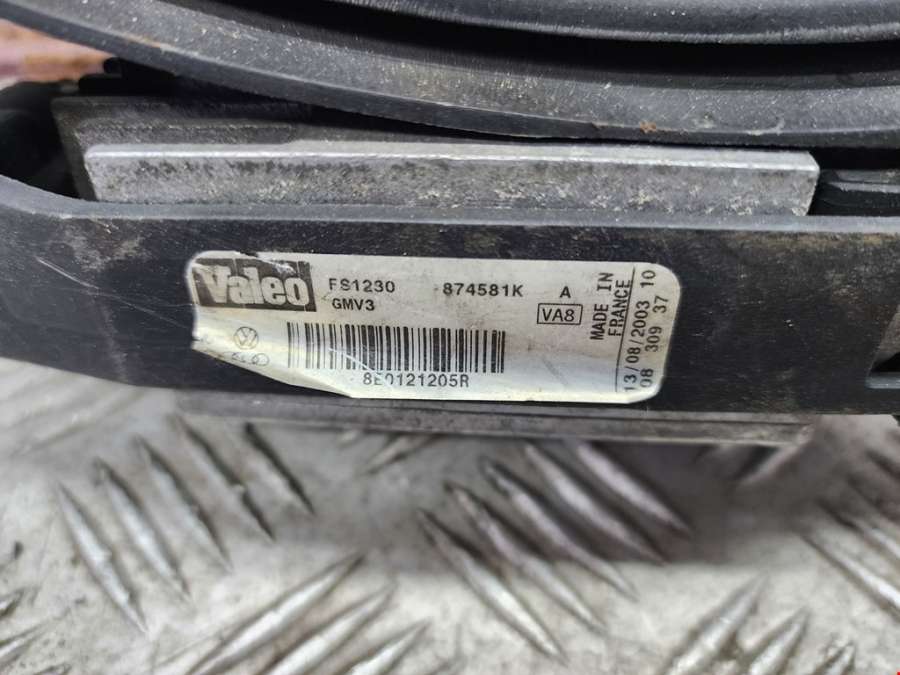 Valeo
FS1230 874581K A
GMV3 VA8
8E0121205R
MADE IN
FRANCE
13/08/2003 10
08 309 37